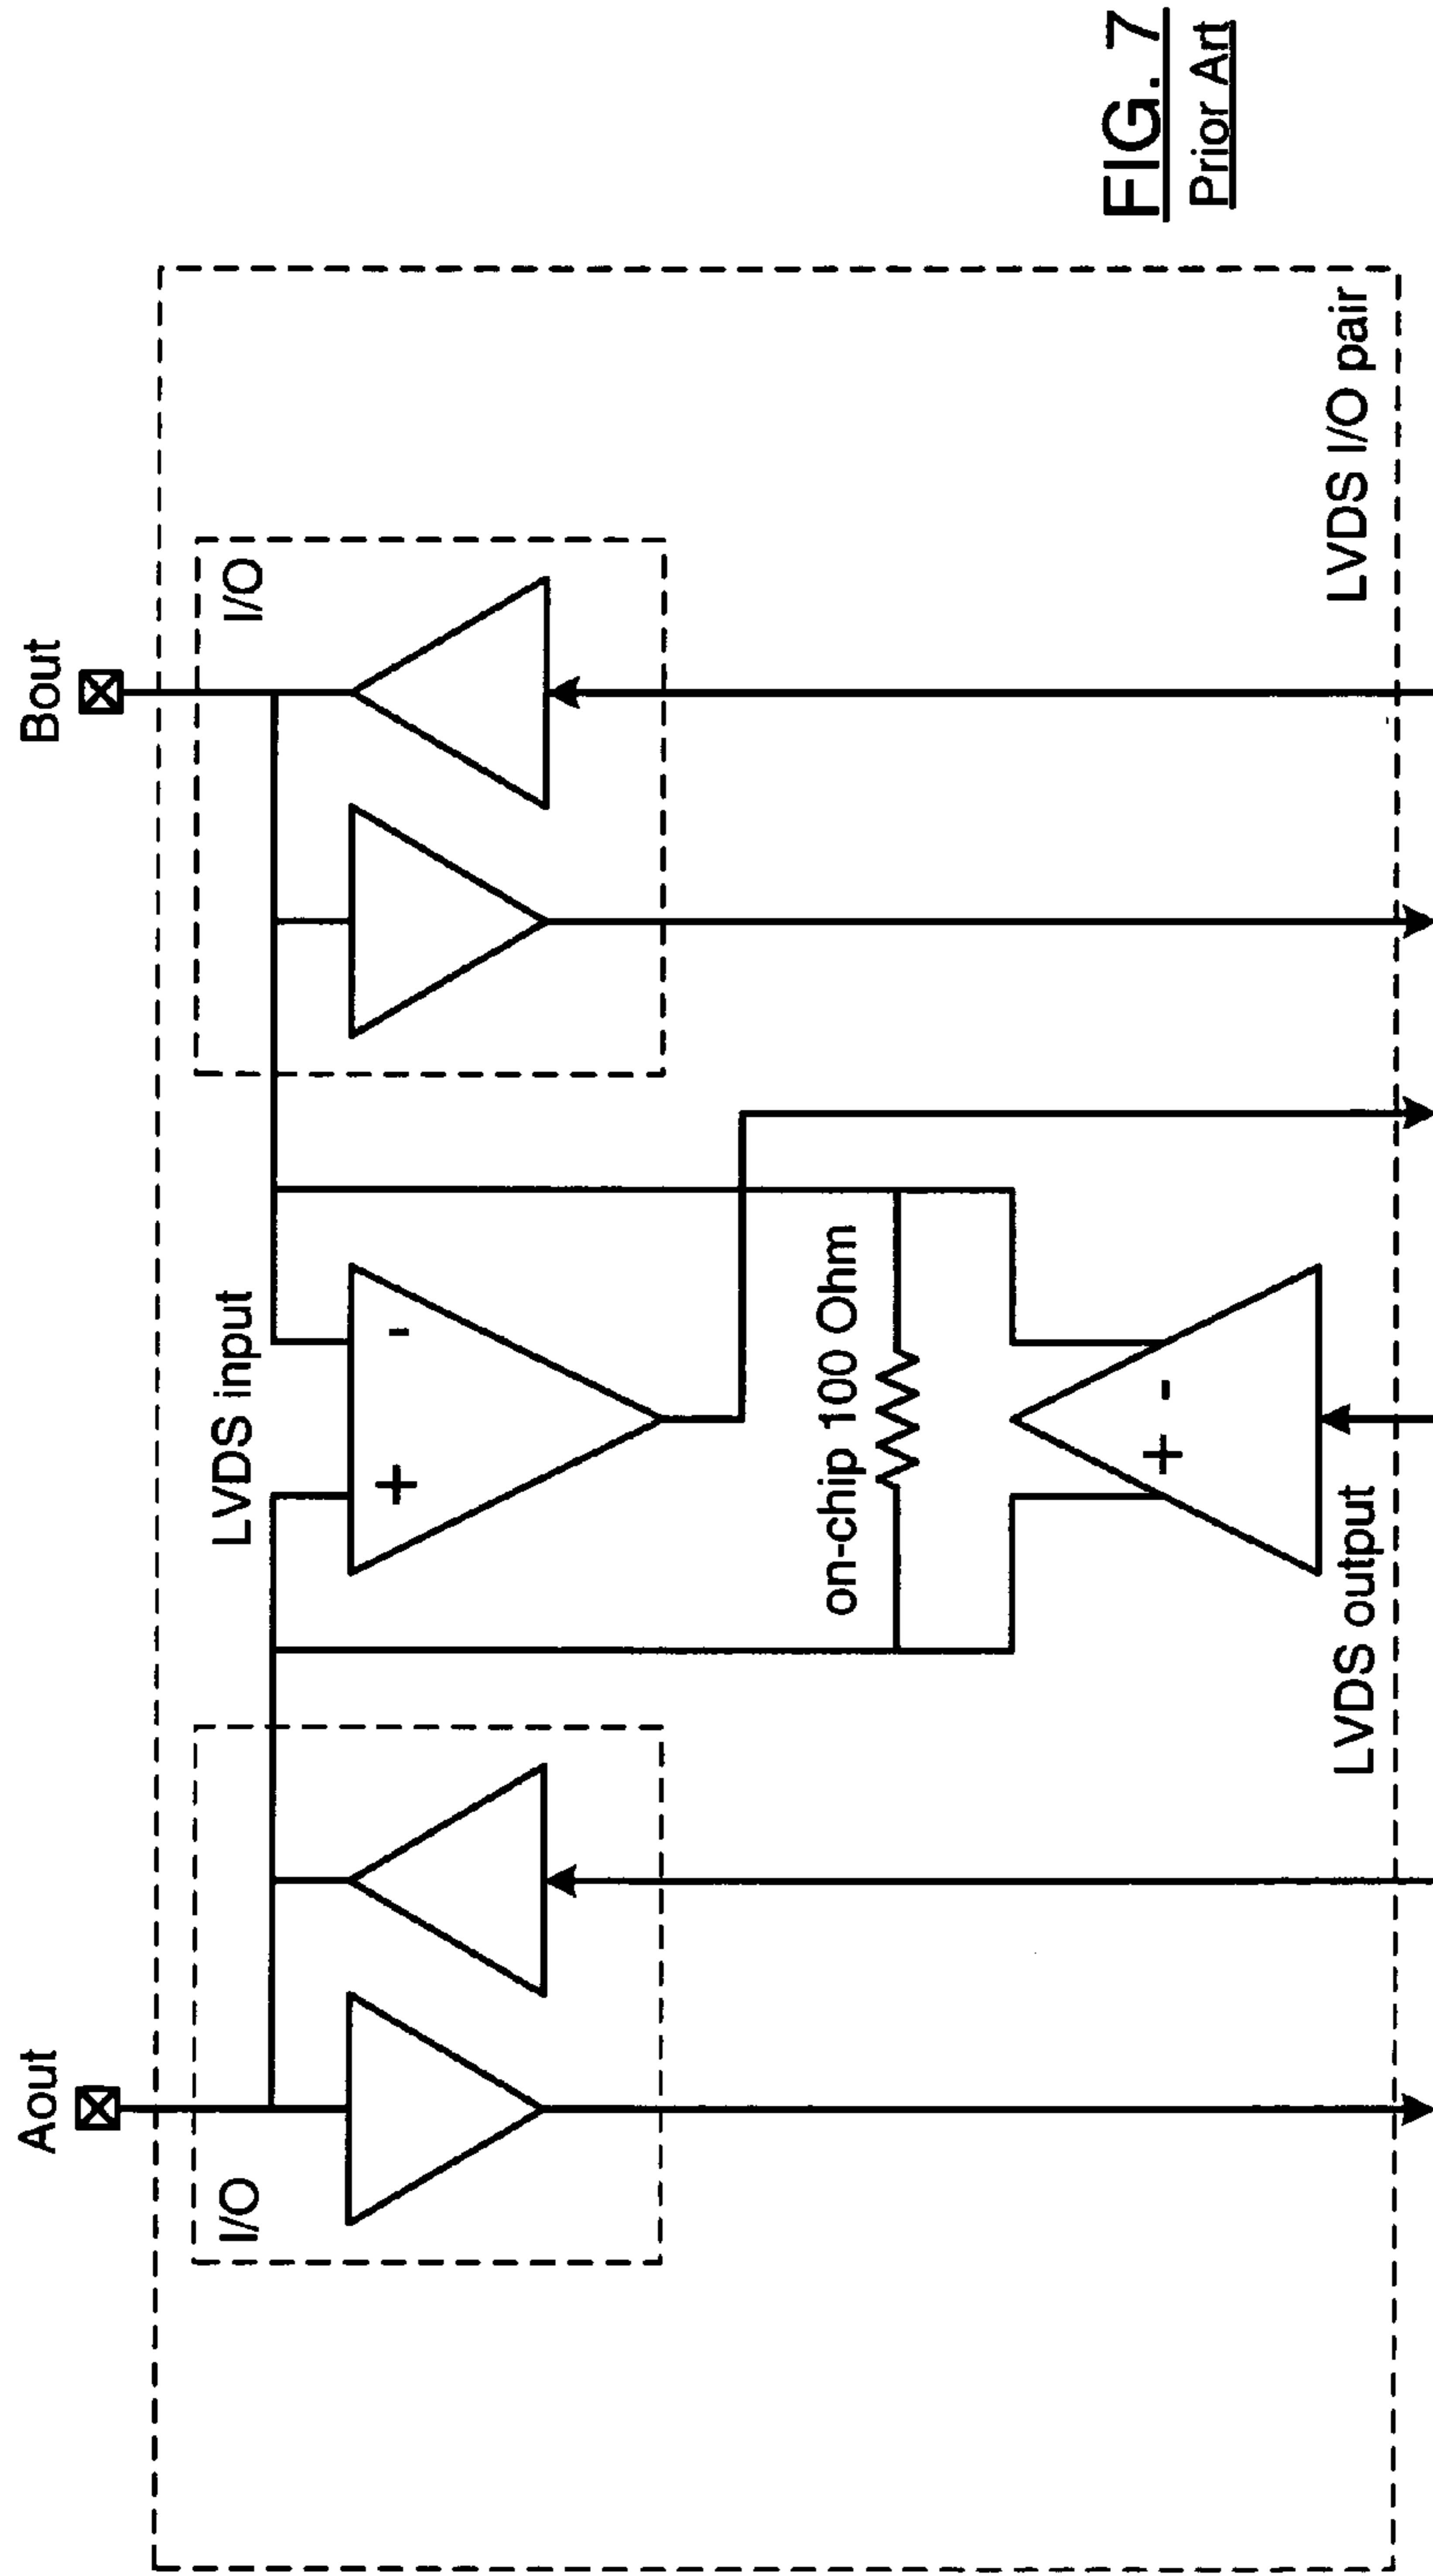 Aout
Bout
I/O
LVDS input
I/O
+
-
on-chip 100 Ohm
+
-
LVDS output
LVDS I/O pair
FIG. 7
Prior Art